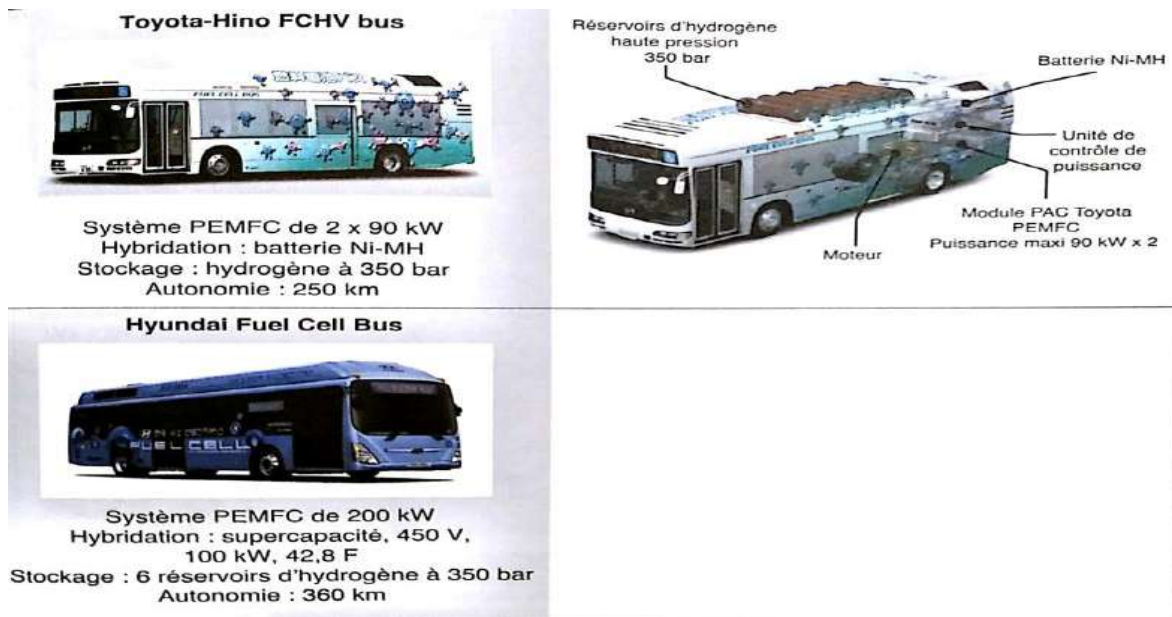 Toyota-Hino FCHV bus
FUEL CELL BUS
Système PEMFC de 2 x 90 kW
Hybridation : batterie Ni-MH
Stockage : hydrogène à 350 bar
Autonomie : 250 km
Réservoirs d'hydrogène
haute pression
350 bar
Batterie Ni-MH
Unité de
contrôle de
puissance
Module PAC Toyota
PEMFC
Puissance maxi 90 kW x 2
Moteur
Hyundai Fuel Cell Bus
FUEL CELL
Système PEMFC de 200 kW
Hybridation : supercapacité, 450 V,
100 kW, 42,8 F
Stockage : 6 réservoirs d'hydrogène à 350 bar
Autonomie : 360 km